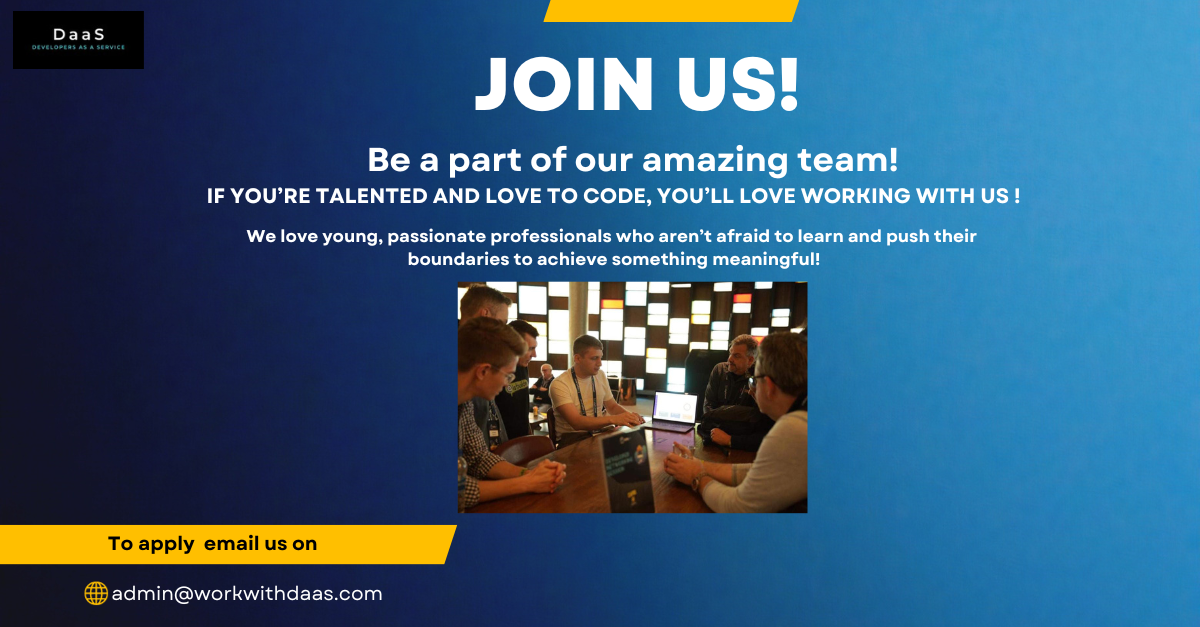 DaaS
DEVELOPERS AS A SERVICE
JOIN US!
Be a part of our amazing team!
IF YOU’RE TALENTED AND LOVE TO CODE, YOU’LL LOVE WORKING WITH US !
We love young, passionate professionals who aren’t afraid to learn and push their
boundaries to achieve something meaningful!
To apply  email us on
admin@workwithdaas.com